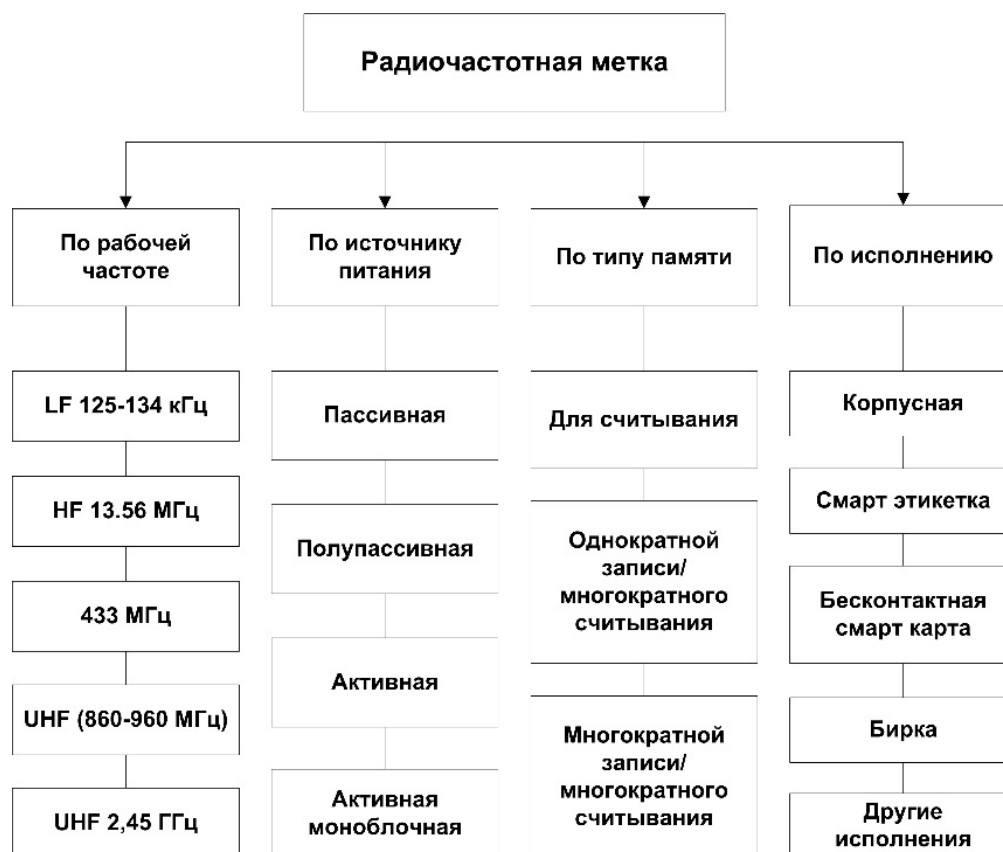 Радиочастотная метка
По рабочей
частоте
LF 125-134 кГц
HF 13.56 МГц
433 МГц
UHF (860-960 МГц)
UHF 2,45 ГГц
По источнику
питания
Пассивная
Полупассивная
Активная
Активная
моноблочная
По типу памяти
Для считывания
Однократной
записи/
многократного
считывания
Многократной
записи/
многократного
считывания
По исполнению
Корпусная
Смарт этикетка
Бесконтактная
смарт карта
Бирка
Другие
исполнения